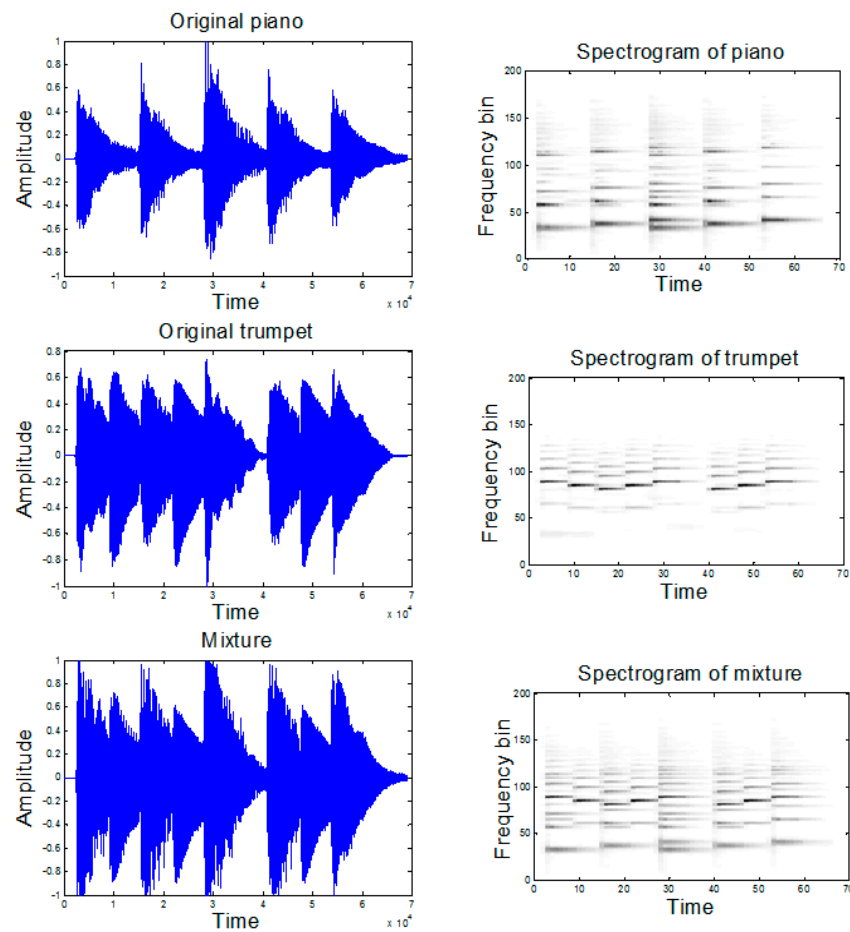 Original piano
1
0.8
0.6
0.4
0.2
0
-0.2
-0.4
-0.6
-0.8
-1
Amplitude
0 1 2 3 4 5 6 7
Time
x 10⁴
Spectrogram of piano
200
150
100
50
0
Frequency bin
0 10 20 30 40 50 60 70
Time
Original trumpet
0.8
0.6
0.4
0.2
0
-0.2
-0.4
-0.6
-0.8
-1
Amplitude
0 1 2 3 4 5 6 7
Time
x 10⁴
Spectrogram of trumpet
200
150
100
50
0
Frequency bin
0 10 20 30 40 50 60 70
Time
Mixture
1
0.8
0.6
0.4
0.2
0
-0.2
-0.4
-0.6
-0.8
-1
Amplitude
0 1 2 3 4 5 6 7
Time
x 10⁴
Spectrogram of mixture
200
150
100
50
0
Frequency bin
0 10 20 30 40 50 60 70
Time